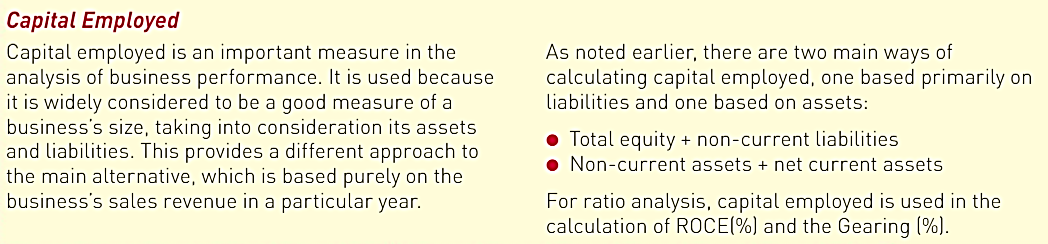 Capital Employed
Capital employed is an important measure in the
analysis of business performance. It is used because
it is widely considered to be a good measure of a
business's size, taking into consideration its assets
and liabilities. This provides a different approach to
the main alternative, which is based purely on the
business's sales revenue in a particular year.
As noted earlier, there are two main ways of
calculating capital employed, one based primarily on
liabilities and one based on assets:
● Total equity + non-current liabilities
● Non-current assets + net current assets
For ratio analysis, capital employed is used in the
calculation of ROCE(%) and the Gearing (%).